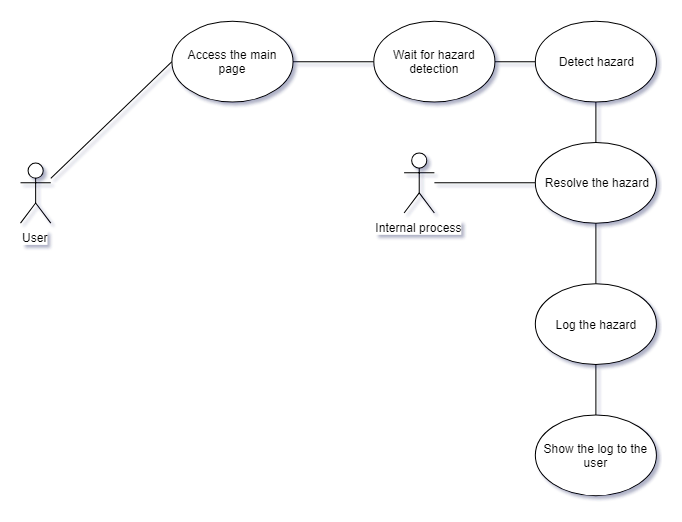 Access the main
page
Wait for hazard
detection
Detect hazard
Resolve the hazard
User
Internal process
Log the hazard
Show the log to the
user